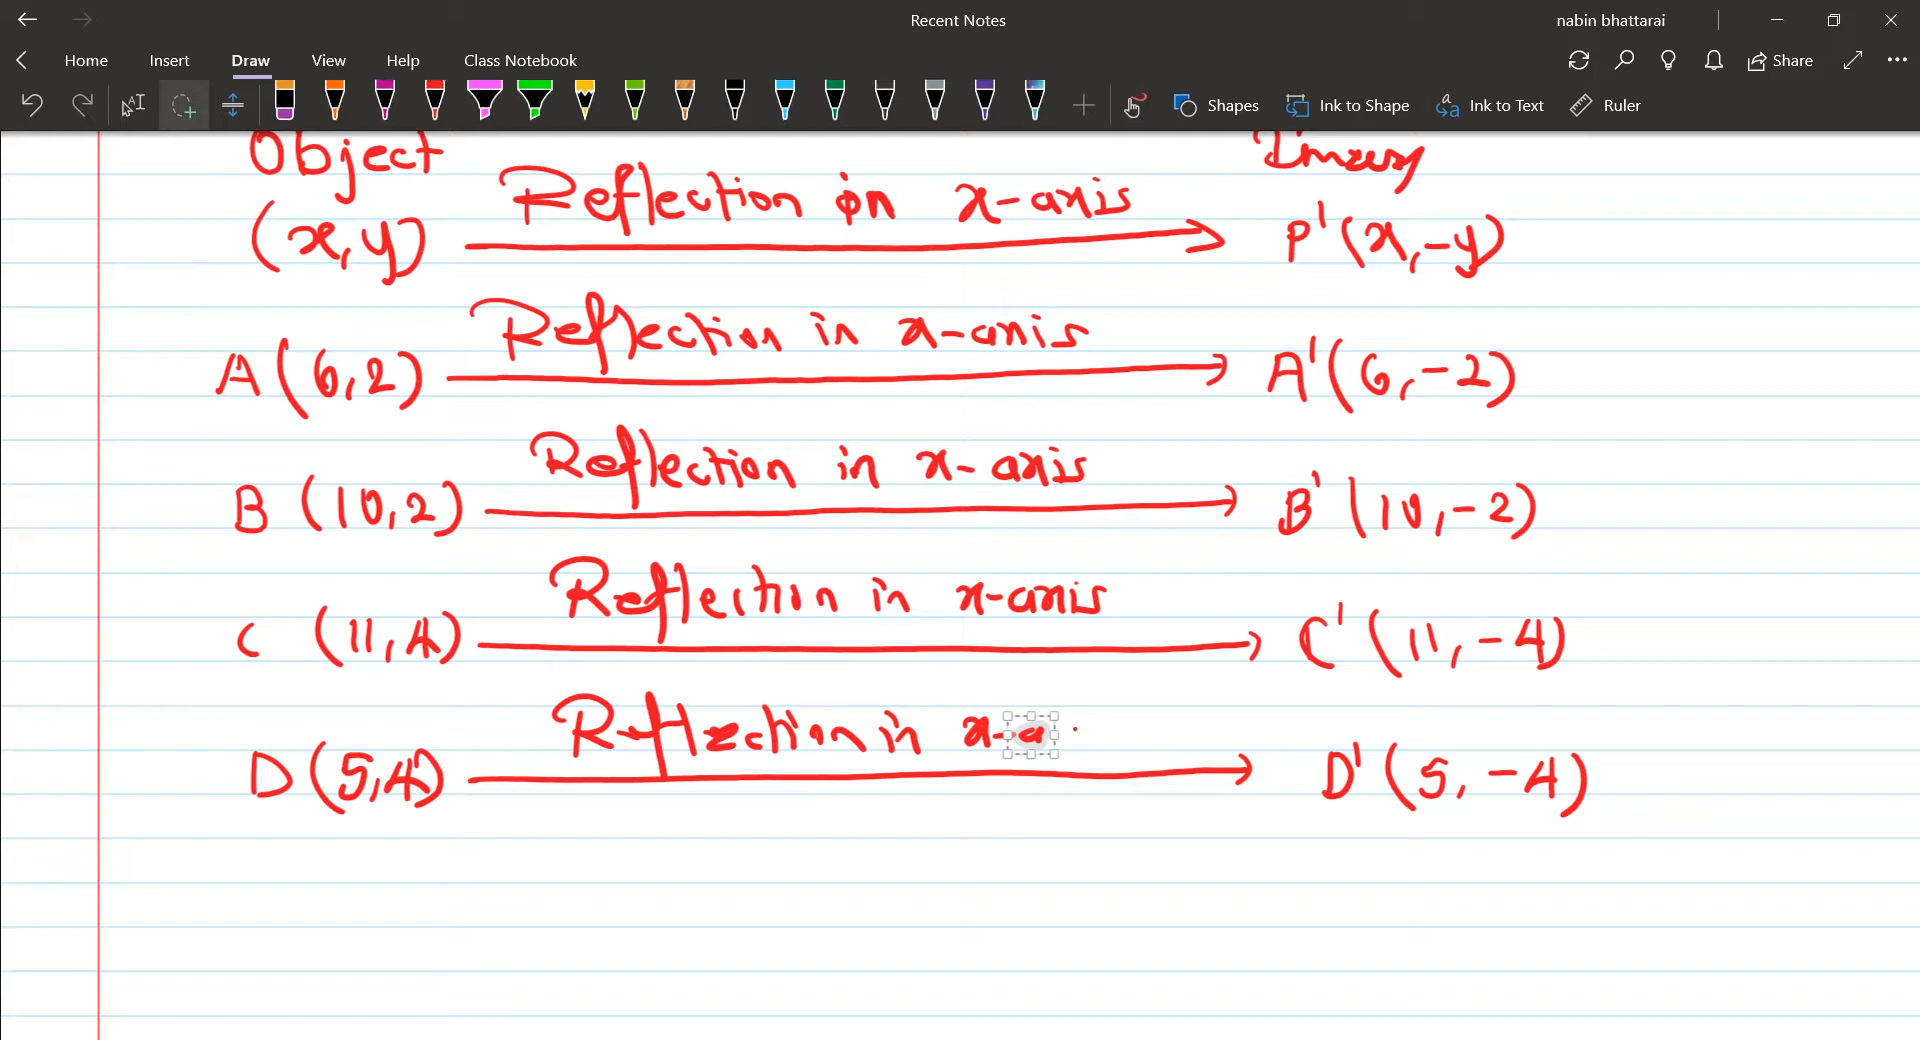 Recent Notes nabin bhattarai
Home Insert Draw View Help Class Notebook Share
Shapes Ink to Shape Ink to Text Ruler
Object Image
(x,y) Reflection in x-axis P'(x,-y)
A(6,2) Reflection in x-axis A'(6,-2)
B(10,2) Reflection in x-axis B'(10,-2)
C(11,4) Reflection in x-axis C'(11,-4)
D(5,4) Reflection in x-a D'(5,-4)